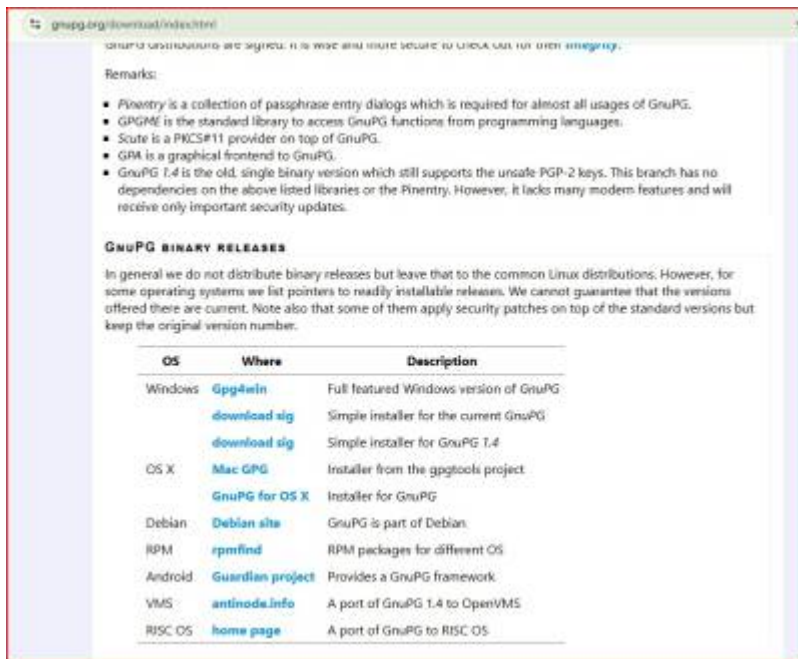 gnupg.org/download/index.html
GnuPG distributions are signed. It is wise and more secure to check out for their integrity.
Remarks:
▪ Pinentry is a collection of passphrase entry dialogs which is required for almost all usages of GnuPG.
▪ GPGME is the standard library to access GnuPG functions from programming languages.
▪ Scute is a PKCS#11 provider on top of GnuPG.
▪ GPA is a graphical frontend to GnuPG.
▪ GnuPG 1.4 is the old, single binary version which still supports the unsafe PGP-2 keys. This branch has no
dependencies on the above listed libraries or the Pinentry. However, it lacks many modern features and will
receive only important security updates.
GnuPG binary releases
In general we do not distribute binary releases but leave that to the common Linux distributions. However, for
some operating systems we list pointers to readily installable releases. We cannot guarantee that the versions
offered there are current. Note also that some of them apply security patches on top of the standard versions but
keep the original version number.
OS Where Description
Windows Gpg4win Full featured Windows version of GnuPG
download sig Simple installer for the current GnuPG
download sig Simple installer for GnuPG 1.4
OS X Mac GPG Installer from the gpgtools project
GnuPG for OS X Installer for GnuPG
Debian Debian site GnuPG is part of Debian
RPM rpmfind RPM packages for different OS
Android Guardian project Provides a GnuPG framework
VMS antinode.info A port of GnuPG 1.4 to OpenVMS
RISC OS home page A port of GnuPG to RISC OS